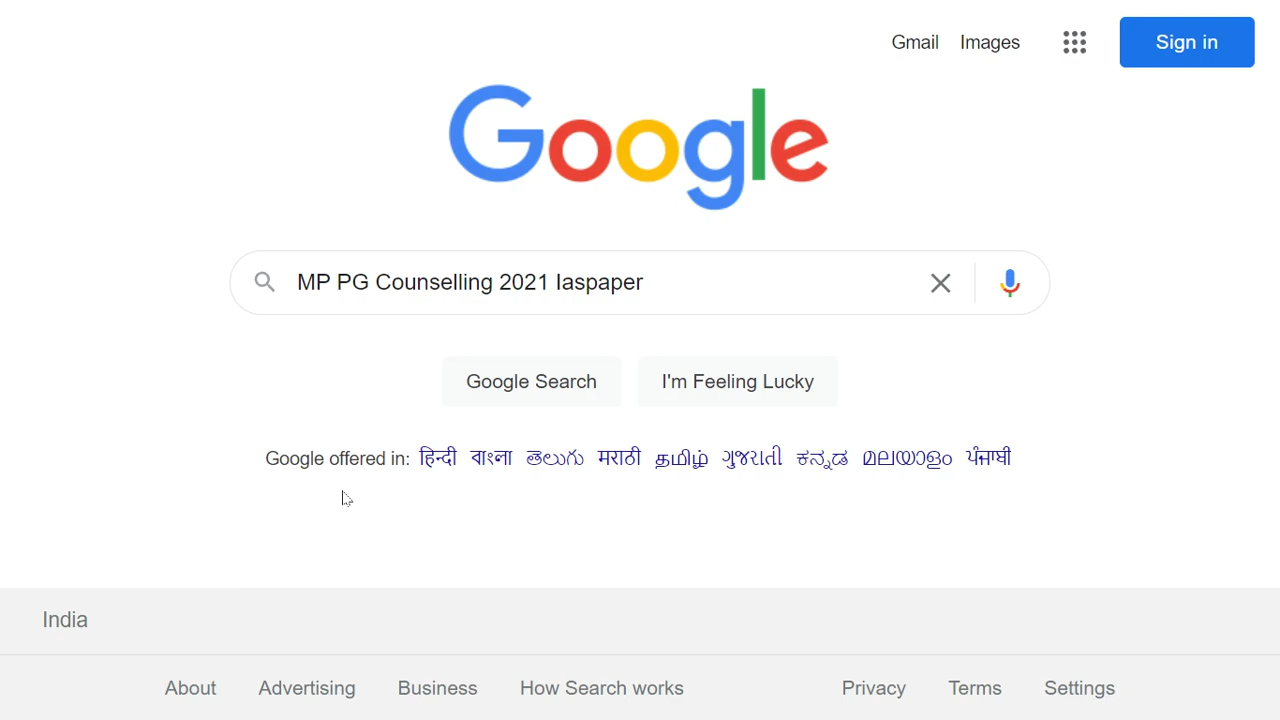 Gmail Images Sign in
Google
MP PG Counselling 2021 Iaspaper
Google Search I'm Feeling Lucky
Google offered in: हिन्दी বাংলা తెలుగు मराठी தமிழ் ગુજરાતી ಕನ್ನಡ മലയാളം ਪੰਜਾਬੀ
India
About Advertising Business How Search works Privacy Terms Settings